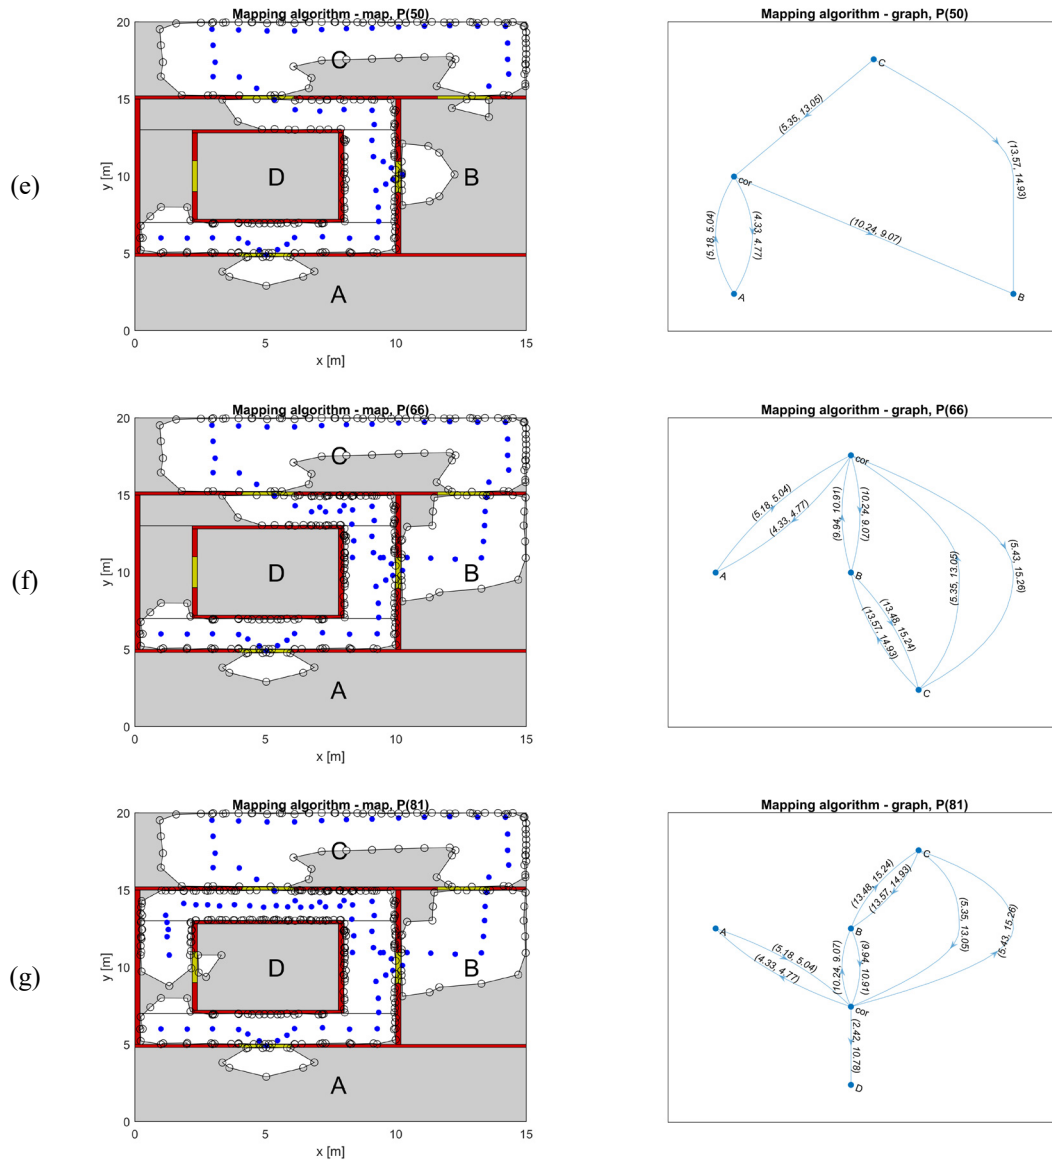 Mapping algorithm - map, P(50)
Mapping algorithm - graph, P(50)
(e)
20
15
10
5
0
y [m]
C
D
B
A
0
5
10
15
x [m]
C
(5.35, 13.05)
(13.57, 14.93)
cor
(5.18, 5.04)
(4.33, 4.77)
(10.24, 9.07)
A
B
Mapping algorithm - map, P(66)
Mapping algorithm - graph, P(66)
(f)
20
15
10
5
0
y [m]
C
D
B
A
0
5
10
15
x [m]
cor
(5.18, 5.04)
(4.33, 4.77)
(9.94, 10.91)
(10.24, 9.07)
(5.35, 13.05)
(5.43, 15.26)
A
B
(13.48, 15.24)
(13.57, 14.93)
C
Mapping algorithm - map, P(81)
Mapping algorithm - graph, P(81)
(g)
20
15
10
5
0
y [m]
C
D
B
A
0
5
10
15
x [m]
C
(13.48, 15.24)
(13.57, 14.93)
(5.35, 13.05)
(5.43, 15.26)
A
B
(5.18, 5.04)
(4.33, 4.77)
(10.24, 9.07)
(9.94, 10.91)
cor
(2.42, 10.78)
D